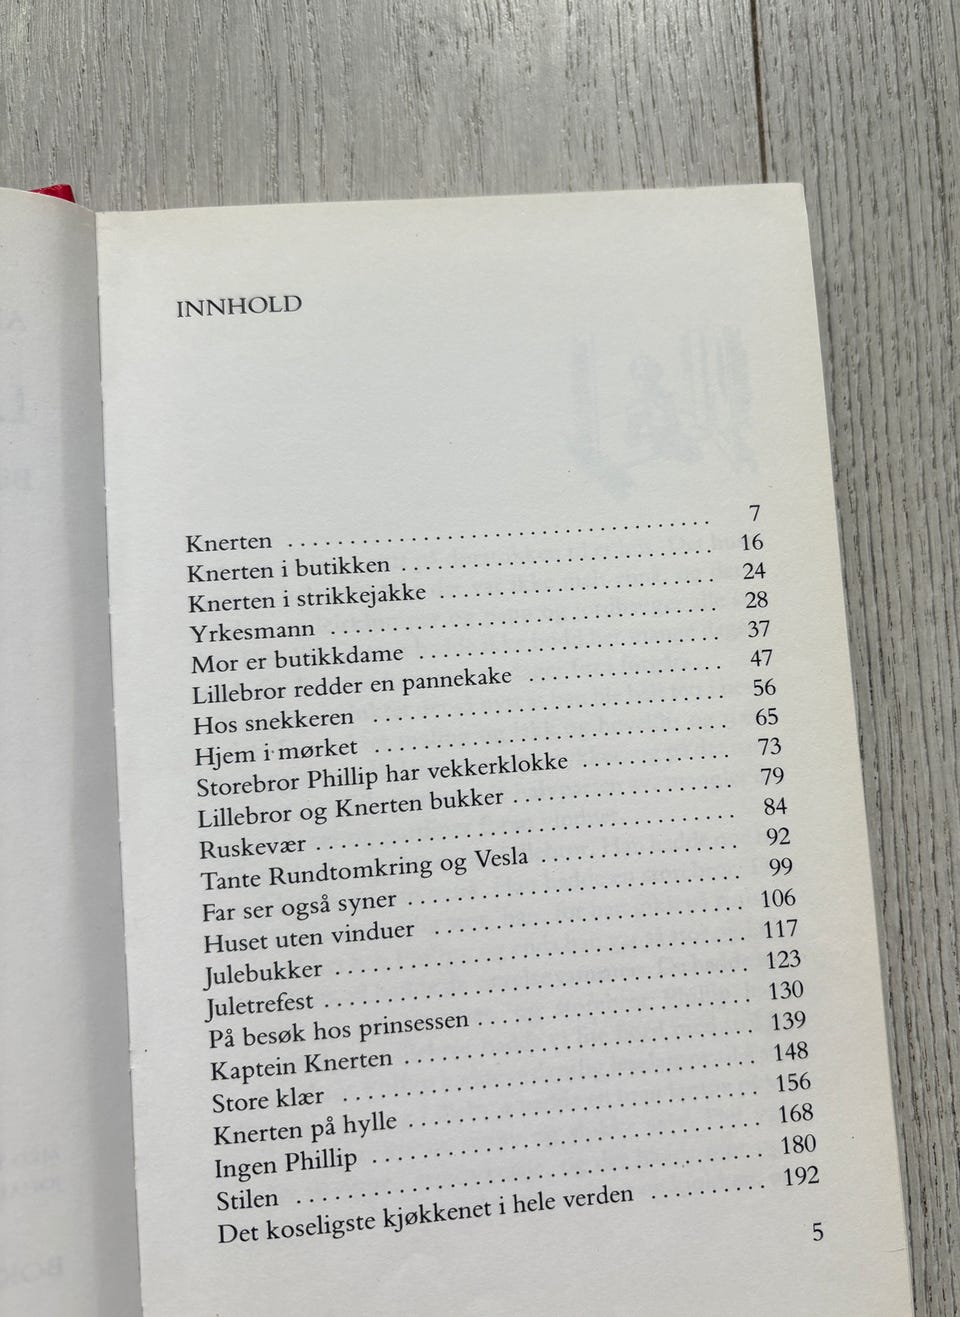 INNHOLD
Knerten . . . . . . . . . . . . . . . . . . . . . . . . . . . . . . . . . . 7
Knerten i butikken . . . . . . . . . . . . . . . . . . . . . . . . . 16
Knerten i strikkejakke . . . . . . . . . . . . . . . . . . . . . . 24
Yrkesmann . . . . . . . . . . . . . . . . . . . . . . . . . . . . . . . 28
Mor er butikkdame . . . . . . . . . . . . . . . . . . . . . . . . 37
Lillebror redder en pannekake . . . . . . . . . . . . . . . 47
Hos snekkeren . . . . . . . . . . . . . . . . . . . . . . . . . . . . 56
Hjem i mørket . . . . . . . . . . . . . . . . . . . . . . . . . . . . 65
Storebror Phillip har vekkerklokke . . . . . . . . . . . 73
Lillebror og Knerten bukker . . . . . . . . . . . . . . . . . 79
Ruskevær . . . . . . . . . . . . . . . . . . . . . . . . . . . . . . . . . 84
Tante Rundtomkring og Vesla . . . . . . . . . . . . . . . 92
Far ser også syner . . . . . . . . . . . . . . . . . . . . . . . . . . 99
Huset uten vinduer . . . . . . . . . . . . . . . . . . . . . . . . 106
Julebukker . . . . . . . . . . . . . . . . . . . . . . . . . . . . . . . . 117
Juletrefest . . . . . . . . . . . . . . . . . . . . . . . . . . . . . . . . . 123
På besøk hos prinsessen . . . . . . . . . . . . . . . . . . . . . 130
Kaptein Knerten . . . . . . . . . . . . . . . . . . . . . . . . . . . 139
Store klær . . . . . . . . . . . . . . . . . . . . . . . . . . . . . . . . 148
Knerten på hylle . . . . . . . . . . . . . . . . . . . . . . . . . . . 156
Ingen Phillip . . . . . . . . . . . . . . . . . . . . . . . . . . . . . . 168
Stilen . . . . . . . . . . . . . . . . . . . . . . . . . . . . . . . . . . . . 180
Det koseligste kjøkkenet i hele verden . . . . . . . . . 192
5